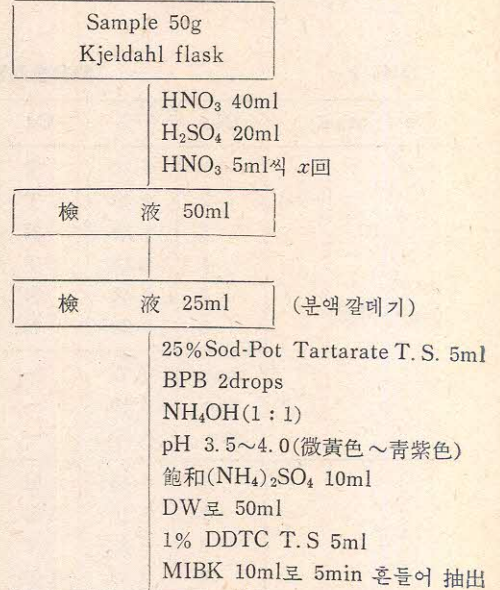 Sample 50g
Kjeldahl flask
HNO₃ 40ml
H₂SO₄ 20ml
HNO₃ 5ml씩 x回
檢 液 50ml
檢 液 25ml (분액깔데기)
25%Sod-Pot Tartarate T. S. 5ml
BPB 2drops
NH₄OH(1 : 1)
pH 3.5~4.0(微黃色~靑紫色)
飽和(NH₄)₂SO₄ 10ml
DW로 50ml
1% DDTC T.S 5ml
MIBK 10ml로 5min 흔들어 抽出